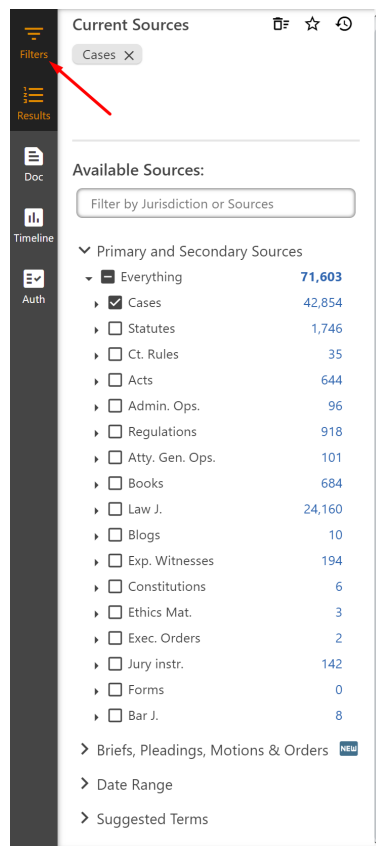 Current Sources
Filters
Cases
Results
Available Sources:
Doc
Filter by Jurisdiction or Sources
Timeline
Primary and Secondary Sources
Everything 71,603
Auth
Cases 42,854
Statutes 1,746
Ct. Rules 35
Acts 644
Admin. Ops. 96
Regulations 918
Atty. Gen. Ops. 101
Books 684
Law J. 24,160
Blogs 10
Exp. Witnesses 194
Constitutions 6
Ethics Mat. 3
Exec. Orders 2
Jury instr. 142
Forms 0
Bar J. 8
Briefs, Pleadings, Motions & Orders NEW
Date Range
Suggested Terms